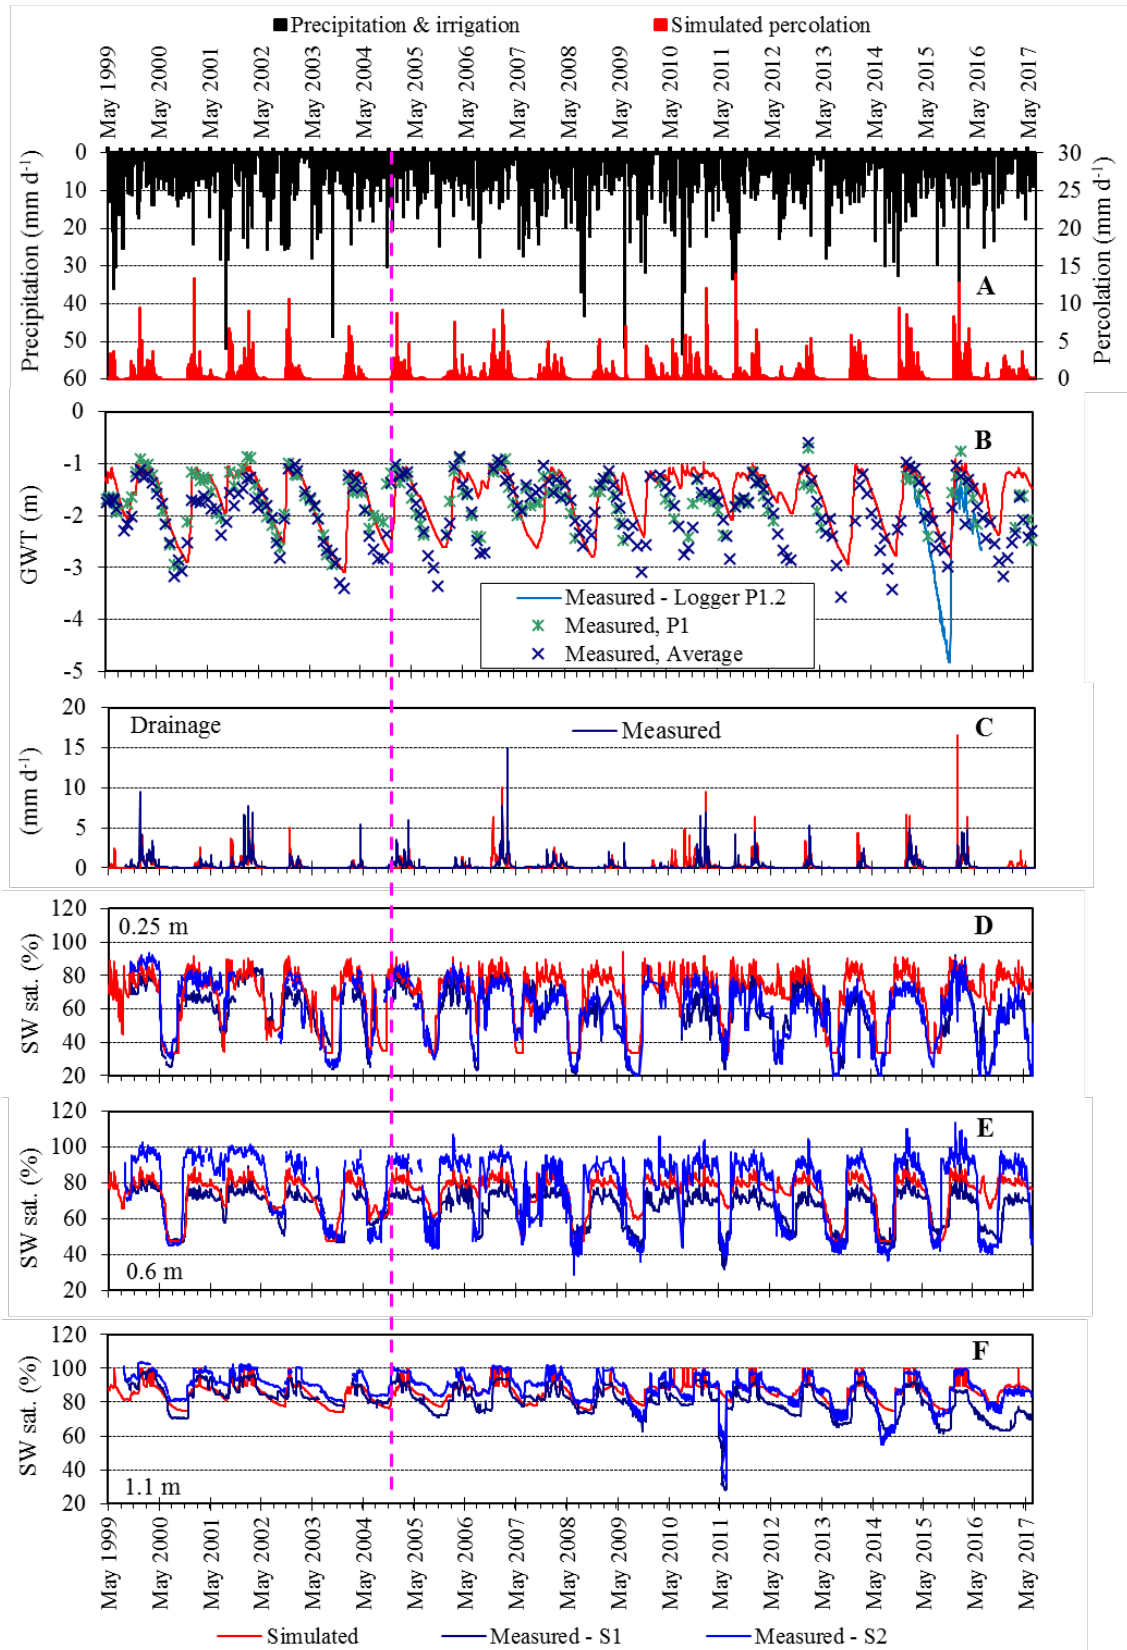 Precipitation & irrigation Simulated percolation
May 1999 May 2000 May 2001 May 2002 May 2003 May 2004 May 2005 May 2006 May 2007 May 2008 May 2009 May 2010 May 2011 May 2012 May 2013 May 2014 May 2015 May 2016 May 2017
Precipitation (mm d-1)
0
10
20
30
40
50
60
A
30
25
20
15
10
5
0
Percolation (mm d-1)
GWT (m)
0
-1
-2
-3
-4
-5
B
Measured - Logger P1.2
Measured, P1
Measured, Average
(mm d-1)
20
15
10
5
0
Drainage
Measured
C
SW sat. (%)
120
100
80
60
40
20
0.25 m
D
SW sat. (%)
120
100
80
60
40
20
0.6 m
E
SW sat. (%)
120
100
80
60
40
20
1.1 m
F
May 1999 May 2000 May 2001 May 2002 May 2003 May 2004 May 2005 May 2006 May 2007 May 2008 May 2009 May 2010 May 2011 May 2012 May 2013 May 2014 May 2015 May 2016 May 2017
Simulated Measured - S1 Measured - S2